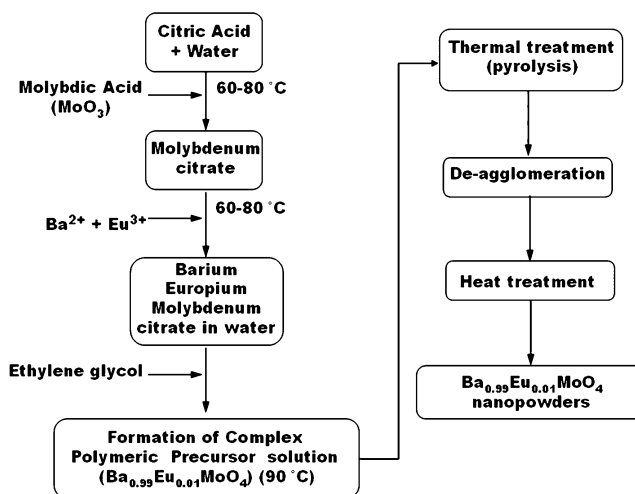 Citric Acid
+ Water
Molybdic Acid
(MoO₃)
60-80 ˚C
Molybdenum
citrate
Ba²⁺ + Eu³⁺
60-80 ˚C
Barium
Europium
Molybdenum
citrate in water
Ethylene glycol
Formation of Complex
Polymeric Precursor solution
(Ba₀.₉₉Eu₀.₀₁MoO₄) (90 ˚C)
Thermal treatment
(pyrolysis)
De-agglomeration
Heat treatment
Ba₀.₉₉Eu₀.₀₁MoO₄
nanopowders